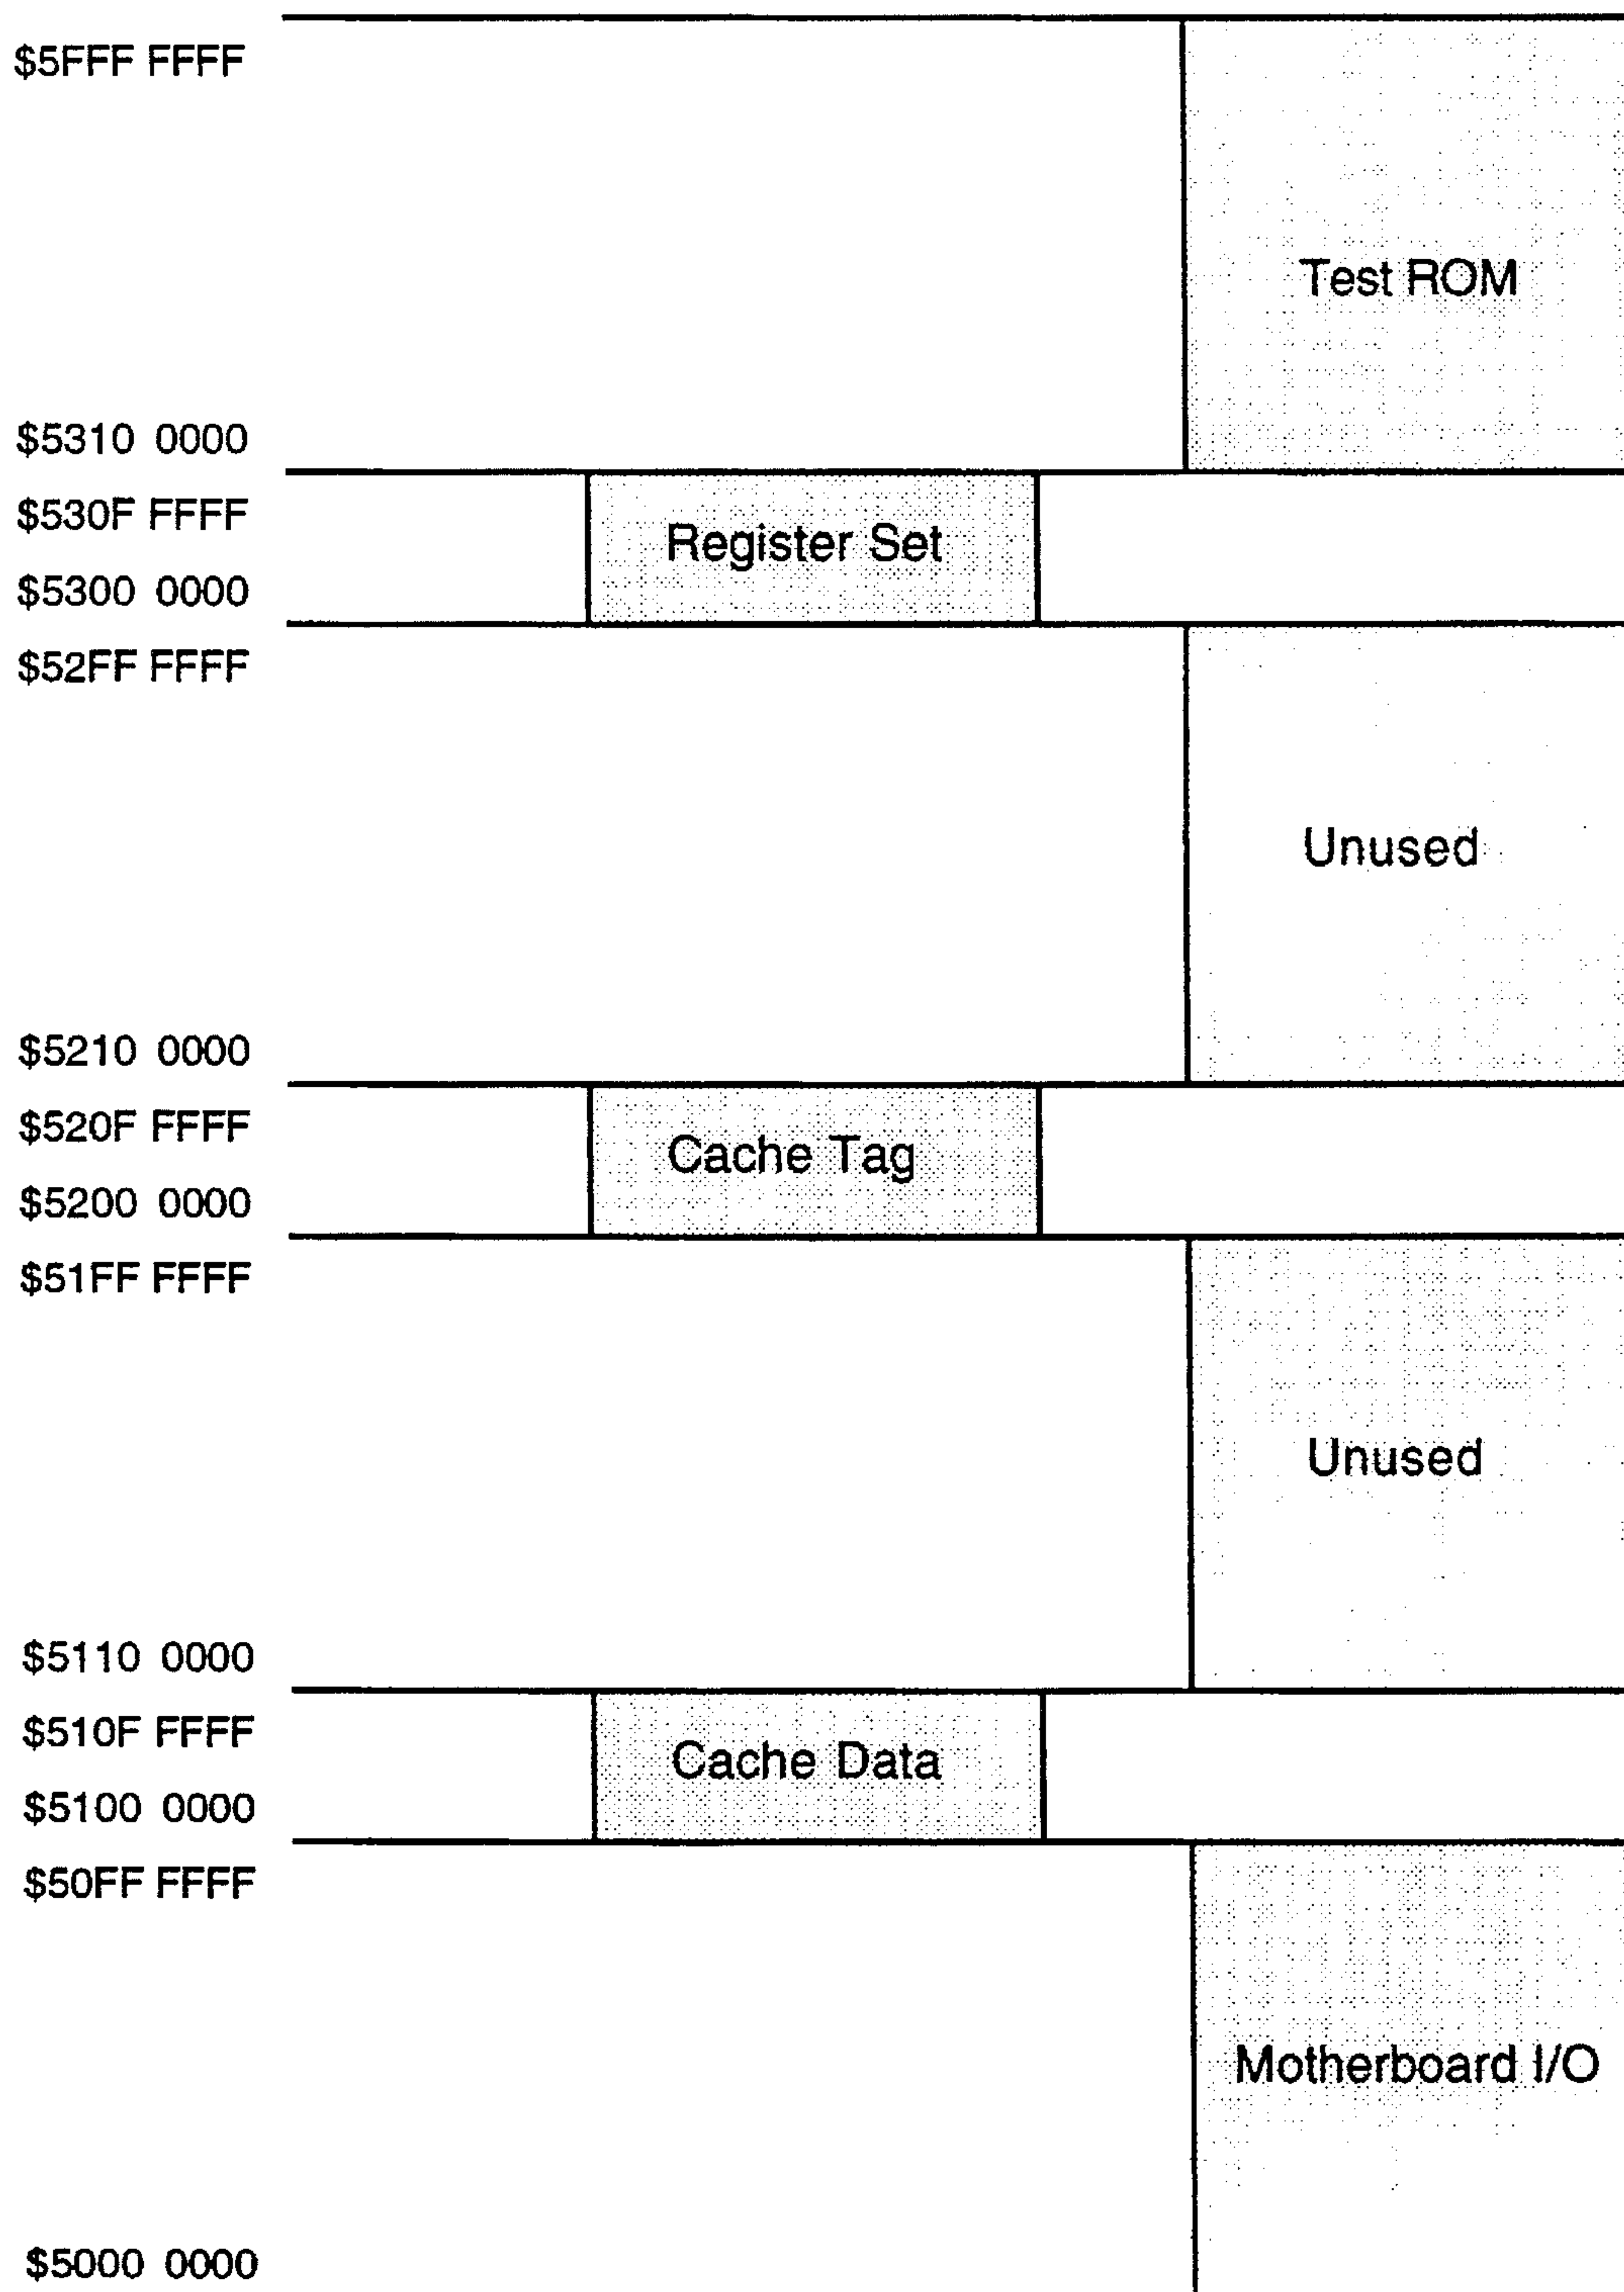 $5FFF FFFF
Test ROM
$5310 0000
$530F FFFF
Register Set
$5300 0000
$52FF FFFF
Unused
$5210 0000
$520F FFFF
Cache Tag
$5200 0000
$51FF FFFF
Unused
$5110 0000
$510F FFFF
Cache Data
$5100 0000
$50FF FFFF
Motherboard I/O
$5000 0000